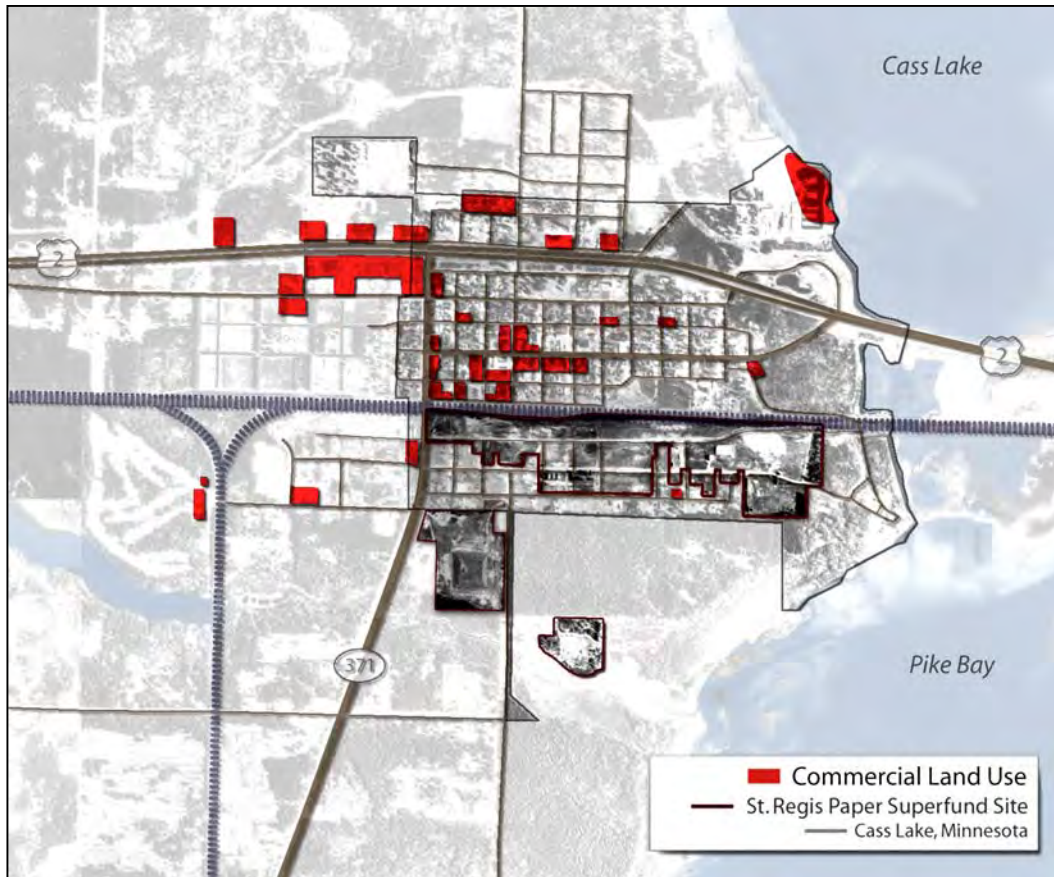 Cass Lake
2
2
371
Pike Bay
Commercial Land Use
St. Regis Paper Superfund Site
Cass Lake, Minnesota